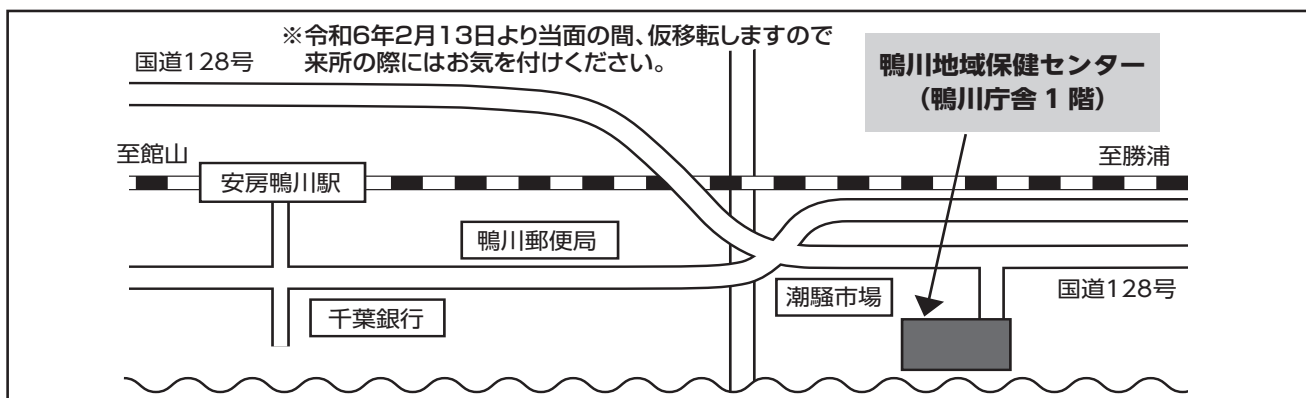 ※令和6年2月13日より当面の間、仮移転しますので
来所の際にはお気を付けください。
国道128号
鴨川地域保健センター
（鴨川庁舎 1 階）
至館山
至勝浦
安房鴨川駅
鴨川郵便局
潮騒市場
国道128号
千葉銀行